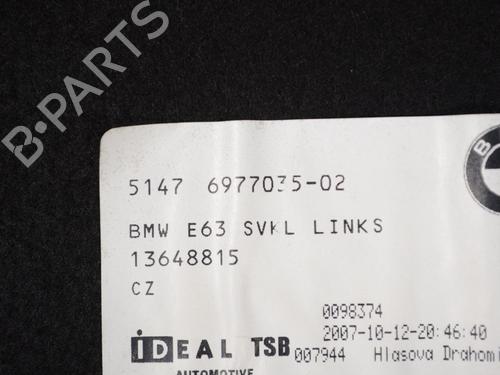 B-PARTS
5147 6977035-02
B
BMW E63 SVKL LINKS
13648815
CZ
0098374
IDEAL TSB 2007-10-12-20:46:40
AUTOMOTIVE 007944 Hlasova Drahomi